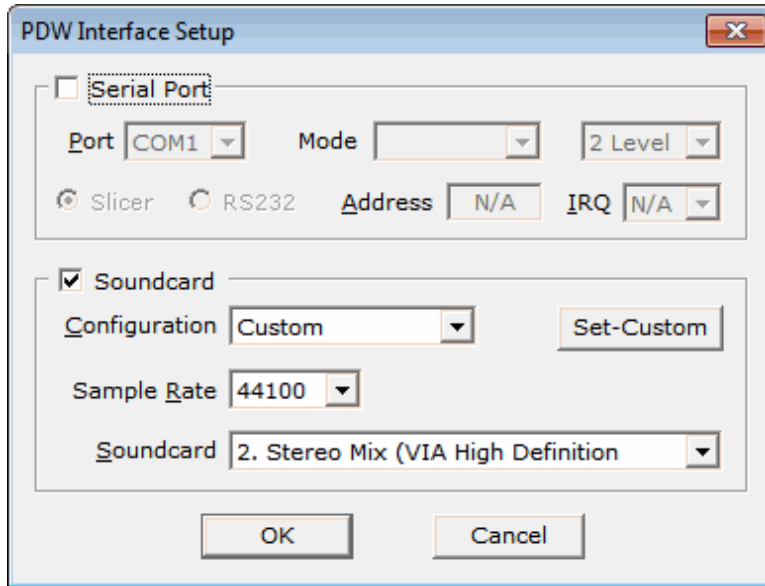 PDW Interface Setup
Serial Port
Port COM1 Mode 2 Level
Slicer RS232 Address N/A IRQ N/A
Soundcard
Configuration Custom Set-Custom
Sample Rate 44100
Soundcard 2. Stereo Mix (VIA High Definition
OK Cancel